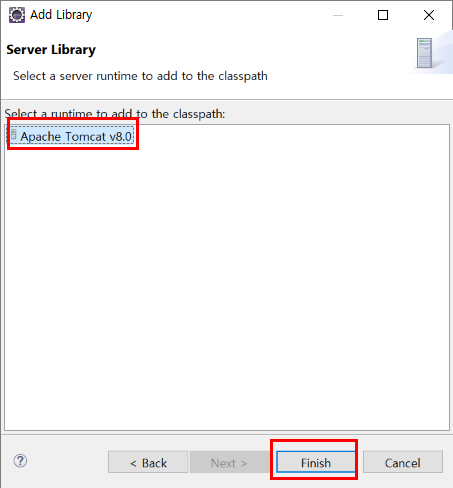 Add Library
Server Library
Select a server runtime to add to the classpath
Select a runtime to add to the classpath:
Apache Tomcat v8.0
?
< Back
Next >
Finish
Cancel